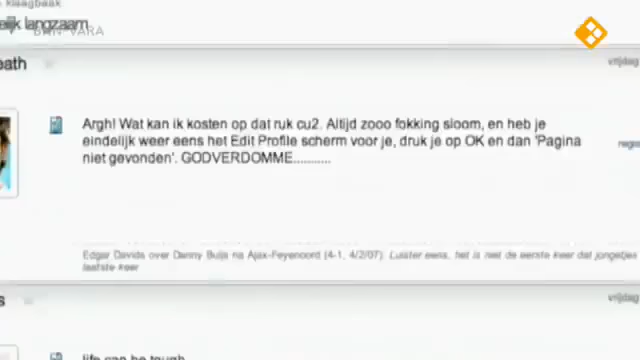 klaagbaak
langzaam
BNN-VARA
eath
vrijdag
Argh! Wat kan ik kosten op dat ruk cu2. Altijd zooo fokking sloom, en heb je
eindelijk weer eens het Edit Profile scherm voor je, druk je op OK en dan 'Pagina
niet gevonden'. GODVERDOMME...........
Edgar Davids over Danny Buijs na Ajax-Feyenoord (4-1, 4/2/07). Luister eens, het is niet de eerste keer dat jongetjes
laatste keer
s
vrijdag
life can be tough